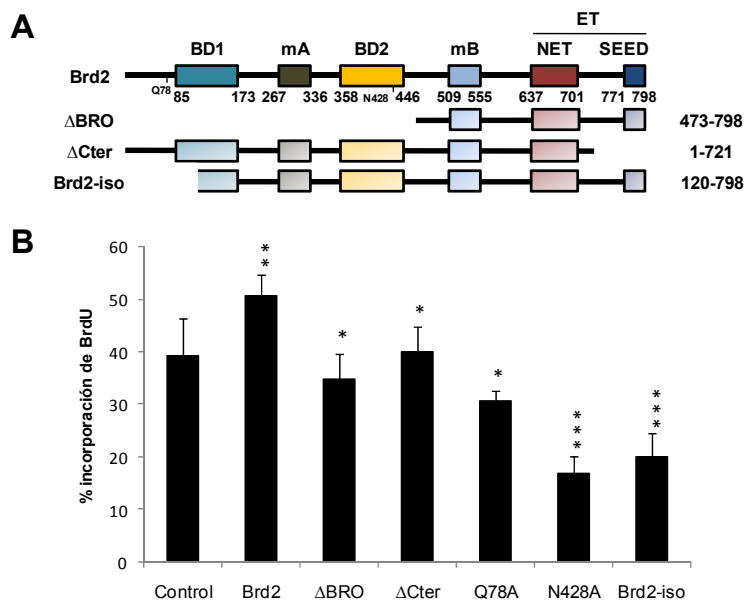 A
ET
BD1 mA BD2 mB NET SEED
Brd2
Q78 85 173 267 336 358 N428 446 509 555 637 701 771 798
ΔBRO 473-798
ΔCter 1-721
Brd2-iso 120-798
B
% incorporación de BrdU
60
50
40
30
20
10
0
**
*
*
*
***
***
Control Brd2 ΔBRO ΔCter Q78A N428A Brd2-iso